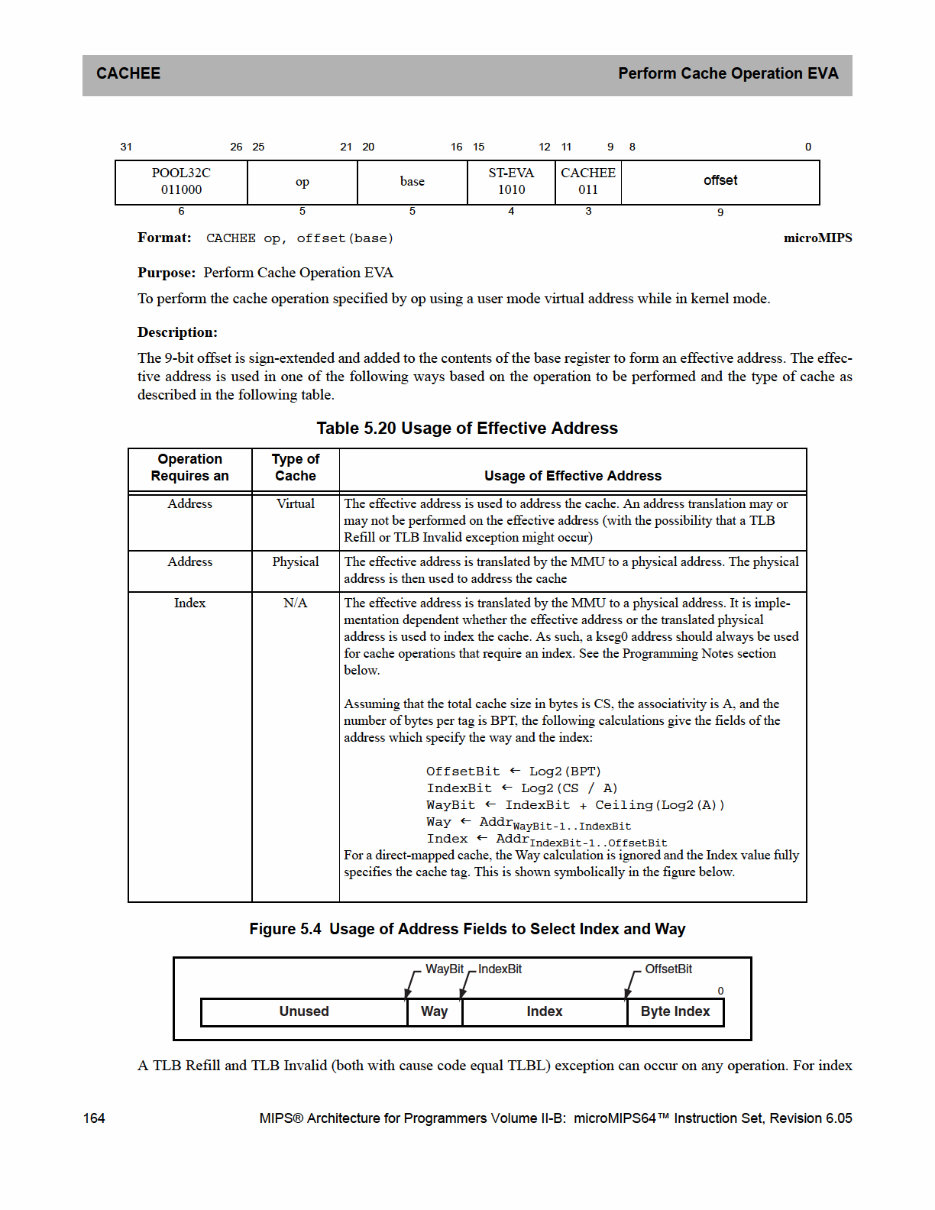 CACHEE Perform Cache Operation EVA
31 26 25 21 20 16 15 12 11 9 8 0
POOL32C ST-EVA CACHEE
op base offset
011000 1010 011
6 5 5 4 3 9
Format: CACHEE op, offset(base) microMIPS
Purpose: Perform Cache Operation EVA
To perform the cache operation specified by op using a user mode virtual address while in kernel mode.
Description:
The 9-bit offset is sign-extended and added to the contents of the base register to form an effective address. The effec-
tive address is used in one of the following ways based on the operation to be performed and the type of cache as
described in the following table.
Table 5.20 Usage of Effective Address
Operation Type of
Requires an Cache Usage of Effective Address
Address Virtual The effective address is used to address the cache. An address translation may or
may not be performed on the effective address (with the possibility that a TLB
Refill or TLB Invalid exception might occur)
Address Physical The effective address is translated by the MMU to a physical address. The physical
address is then used to address the cache
Index N/A The effective address is translated by the MMU to a physical address. It is imple-
mentation dependent whether the effective address or the translated physical
address is used to index the cache. As such, a kseg0 address should always be used
for cache operations that require an index. See the Programming Notes section
below.
Assuming that the total cache size in bytes is CS, the associativity is A, and the
number of bytes per tag is BPT, the following calculations give the fields of the
address which specify the way and the index:
OffsetBit ← Log2(BPT)
IndexBit ← Log2(CS / A)
WayBit ← IndexBit + Ceiling(Log2(A))
Way ← AddrWayBit-1..IndexBit
Index ← AddrIndexBit-1..OffsetBit
For a direct-mapped cache, the Way calculation is ignored and the Index value fully
specifies the cache tag. This is shown symbolically in the figure below.
Figure 5.4 Usage of Address Fields to Select Index and Way
WayBit IndexBit OffsetBit
0
Unused Way Index Byte Index
A TLB Refill and TLB Invalid (both with cause code equal TLBL) exception can occur on any operation. For index
164 MIPS® Architecture for Programmers Volume II-B: microMIPS64™ Instruction Set, Revision 6.05